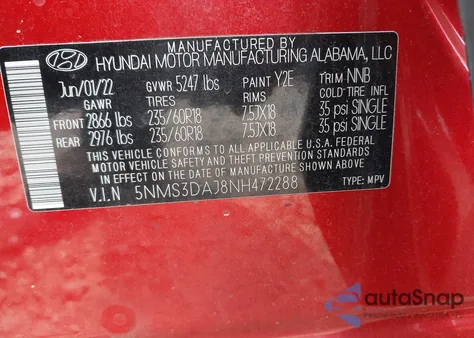 MANUFACTURED BY
HYUNDAI MOTOR MANUFACTURING ALABAMA, LLC
Jun/01/22 GVWR 5247 lbs PAINT Y2E TRIM NNB
GAWR TIRES RIMS COLD-TIRE INFL
FRONT 2866 lbs 235/60R18 7.5JX18 35 psi SINGLE
REAR 2976 lbs 235/60R18 7.5JX18 35 psi SINGLE
THIS VEHICLE CONFORMS TO ALL APPLICABLE U.S.A. FEDERAL
MOTOR VEHICLE SAFETY, BUMPER, AND THEFT PREVENTION
STANDARDS IN EFFECT ON THE DATE OF MANUFACTURE SHOWN ABOVE.
V.I.N 5NMS3DAJ8NH472288 TYPE: MPV
autoSnap